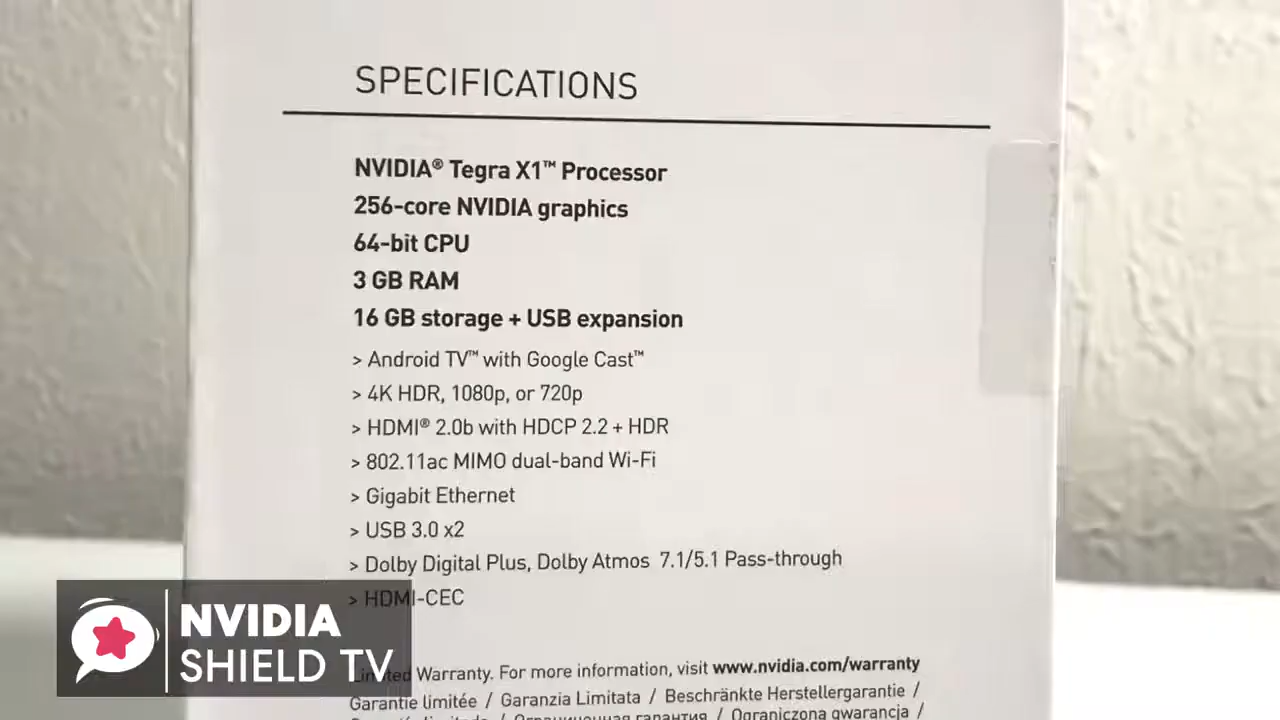 SPECIFICATIONS
NVIDIA® Tegra X1™ Processor
256-core NVIDIA graphics
64-bit CPU
3 GB RAM
16 GB storage + USB expansion
> Android TV™ with Google Cast™
> 4K HDR, 1080p, or 720p
> HDMI® 2.0b with HDCP 2.2 + HDR
> 802.11ac MIMO dual-band Wi-Fi
> Gigabit Ethernet
> USB 3.0 x2
> Dolby Digital Plus, Dolby Atmos 7.1/5.1 Pass-through
> HDMI-CEC
NVIDIA
SHIELD TV
Limited Warranty. For more information, visit www.nvidia.com/warranty
Garantie limitée / Garanzia Limitata / Beschränkte Herstellergarantie /
/ Ограниченная гарантия / Ograniczona gwarancja /